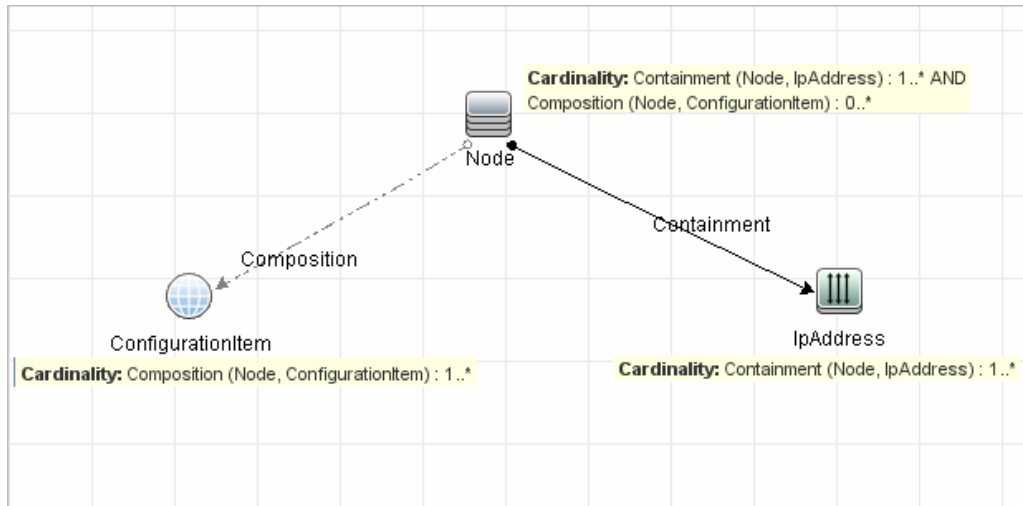 Cardinality: Containment (Node, IpAddress) : 1..* AND
Composition (Node, ConfigurationItem) : 0..*
Node
Containment
Composition
ConfigurationItem
IpAddress
Cardinality: Composition (Node, ConfigurationItem) : 1..*
Cardinality: Containment (Node, IpAddress) : 1..*